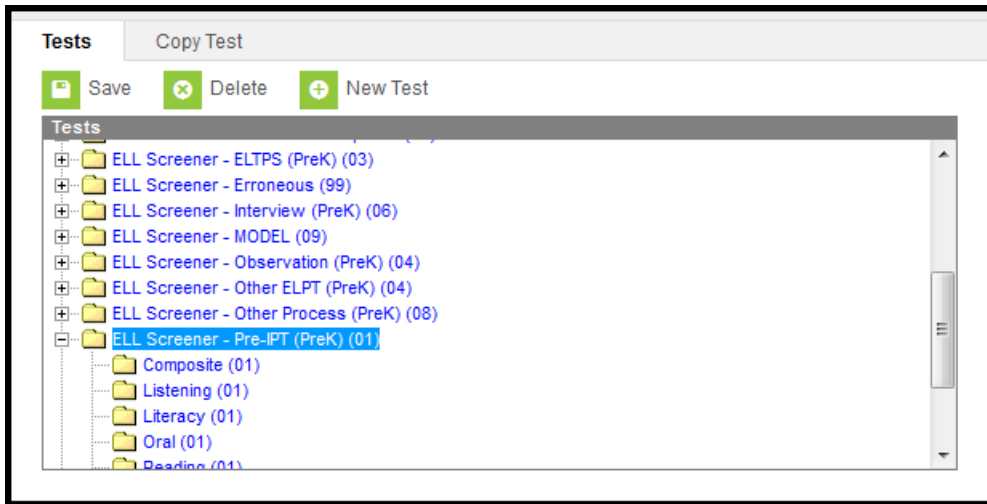 Tests Copy Test
Save Delete New Test
Tests
ELL Screener - ELTPS (PreK) (03)
ELL Screener - Erroneous (99)
ELL Screener - Interview (PreK) (06)
ELL Screener - MODEL (09)
ELL Screener - Observation (PreK) (04)
ELL Screener - Other ELPT (PreK) (04)
ELL Screener - Other Process (PreK) (08)
ELL Screener - Pre-IPT (PreK) (01)
Composite (01)
Listening (01)
Literacy (01)
Oral (01)
Reading (01)